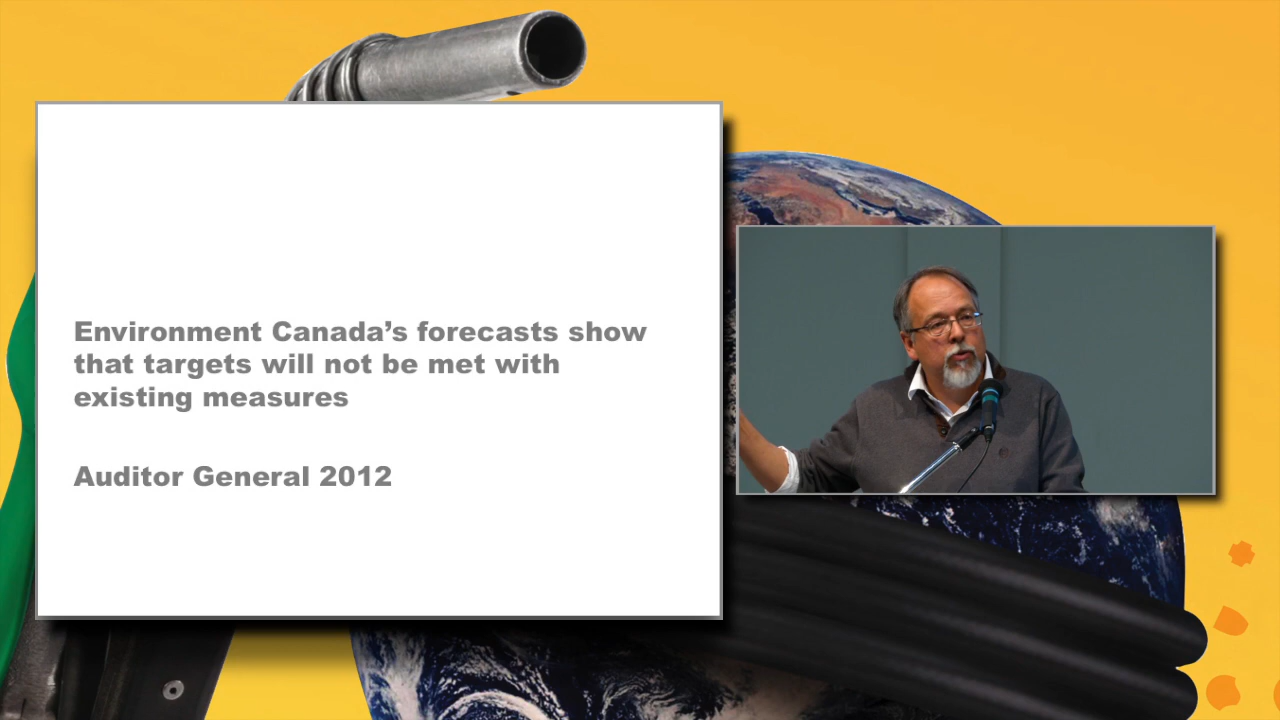 Environment Canada’s forecasts show
that targets will not be met with
existing measures
Auditor General 2012